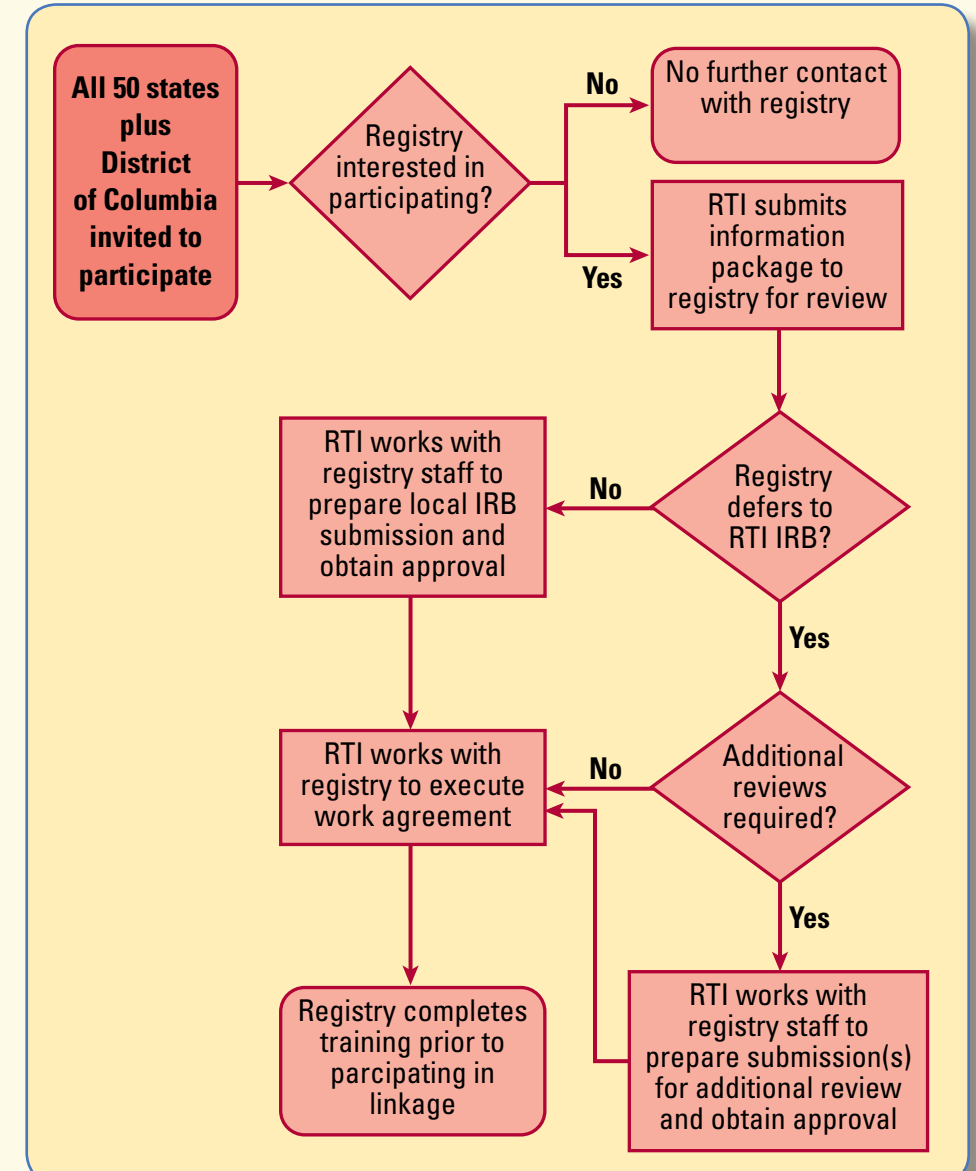 All 50 states
plus
District
of Columbia
invited to
participate
Registry
interested in
participating?
No
No further contact
with registry
Yes
RTI submits
information
package to
registry for review
Registry
defers to
RTI IRB?
No
RTI works with
registry staff to
prepare local IRB
submission and
obtain approval
Yes
Additional
reviews
required?
No
RTI works with
registry to execute
work agreement
Yes
RTI works with
registry staff to
prepare submission(s)
for additional review
and obtain approval
Registry completes
training prior to
parcipating in
linkage